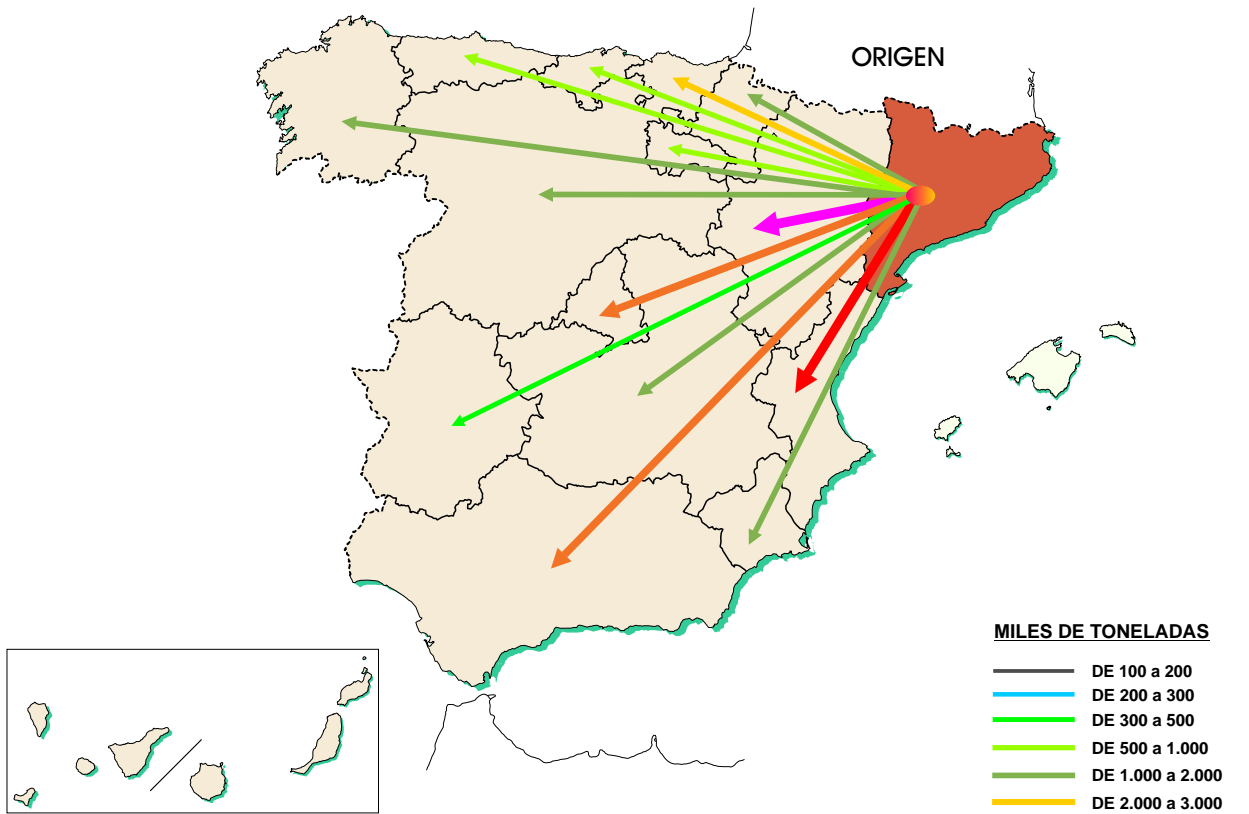 ORIGEN
MILES DE TONELADAS
DE 100 a 200
DE 200 a 300
DE 300 a 500
DE 500 a 1.000
DE 1.000 a 2.000
DE 2.000 a 3.000